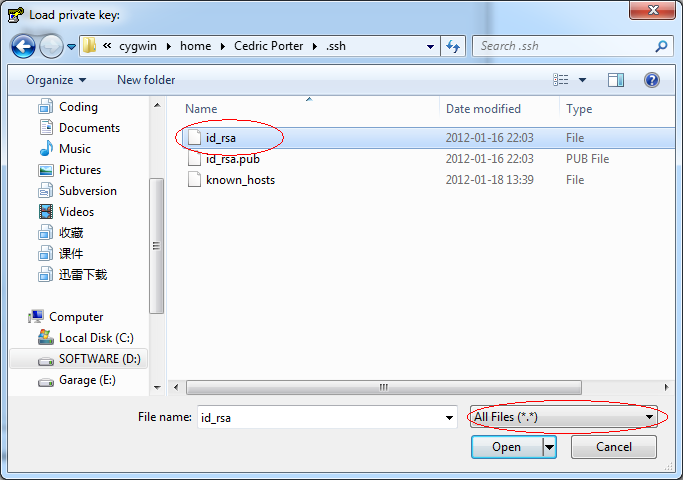 Load private key:
« cygwin home Cedric Porter .ssh Search .ssh
Organize New folder
Coding
Documents
Music
Pictures
Subversion
Videos
收藏
课件
迅雷下载
Computer
Local Disk (C:)
SOFTWARE (D:)
Garage (E:)
Name Date modified Type
id_rsa 2012-01-16 22:03 File
id_rsa.pub 2012-01-16 22:03 PUB File
known_hosts 2012-01-18 13:39 File
File name: id_rsa All Files (*.*)
Open Cancel